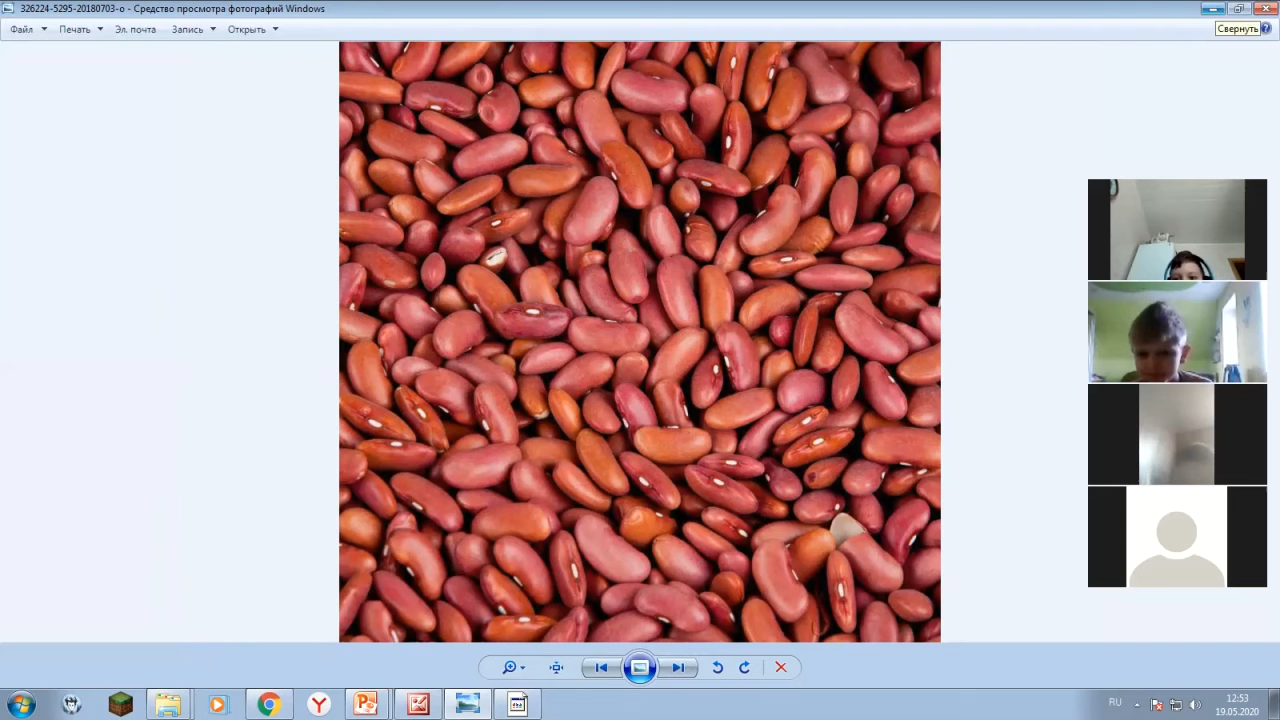 326224-5295-20180703-o - Средство просмотра фотографий Windows
Файл Печать Эл. почта Запись Открыть
Свернуть
RU
12:53
19.05.2020